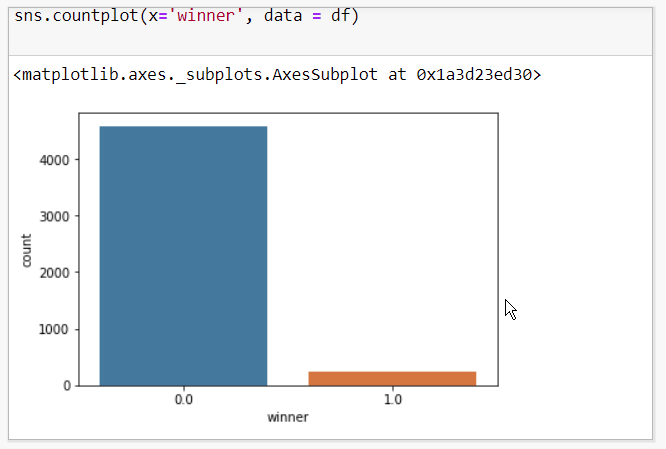 sns.countplot(x='winner', data = df)
<matplotlib.axes._subplots.AxesSubplot at 0x1a3d23ed30>
4000
3000
2000
1000
0
count
0.0 1.0
winner